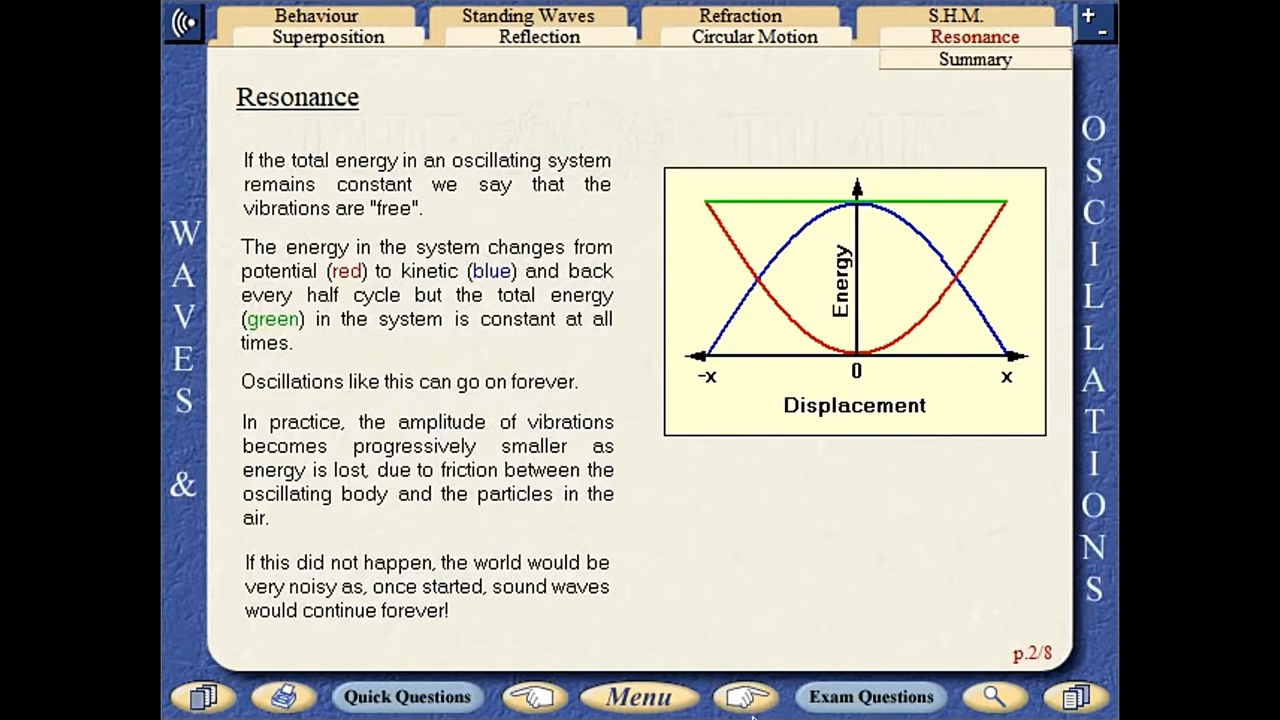 Behaviour
Standing Waves
Refraction
S.H.M.
Superposition
Reflection
Circular Motion
Resonance
Summary
Resonance
If the total energy in an oscillating system
remains constant we say that the
vibrations are "free".
The energy in the system changes from
potential (red) to kinetic (blue) and back
every half cycle but the total energy
(green) in the system is constant at all
times.
Oscillations like this can go on forever.
In practice, the amplitude of vibrations
becomes progressively smaller as
energy is lost, due to friction between the
oscillating body and the particles in the
air.
If this did not happen, the world would be
very noisy as, once started, sound waves
would continue forever!
Energy
-x
0
x
Displacement
WAVES &
OSCILLATIONS
p.2/8
Quick Questions
Menu
Exam Questions